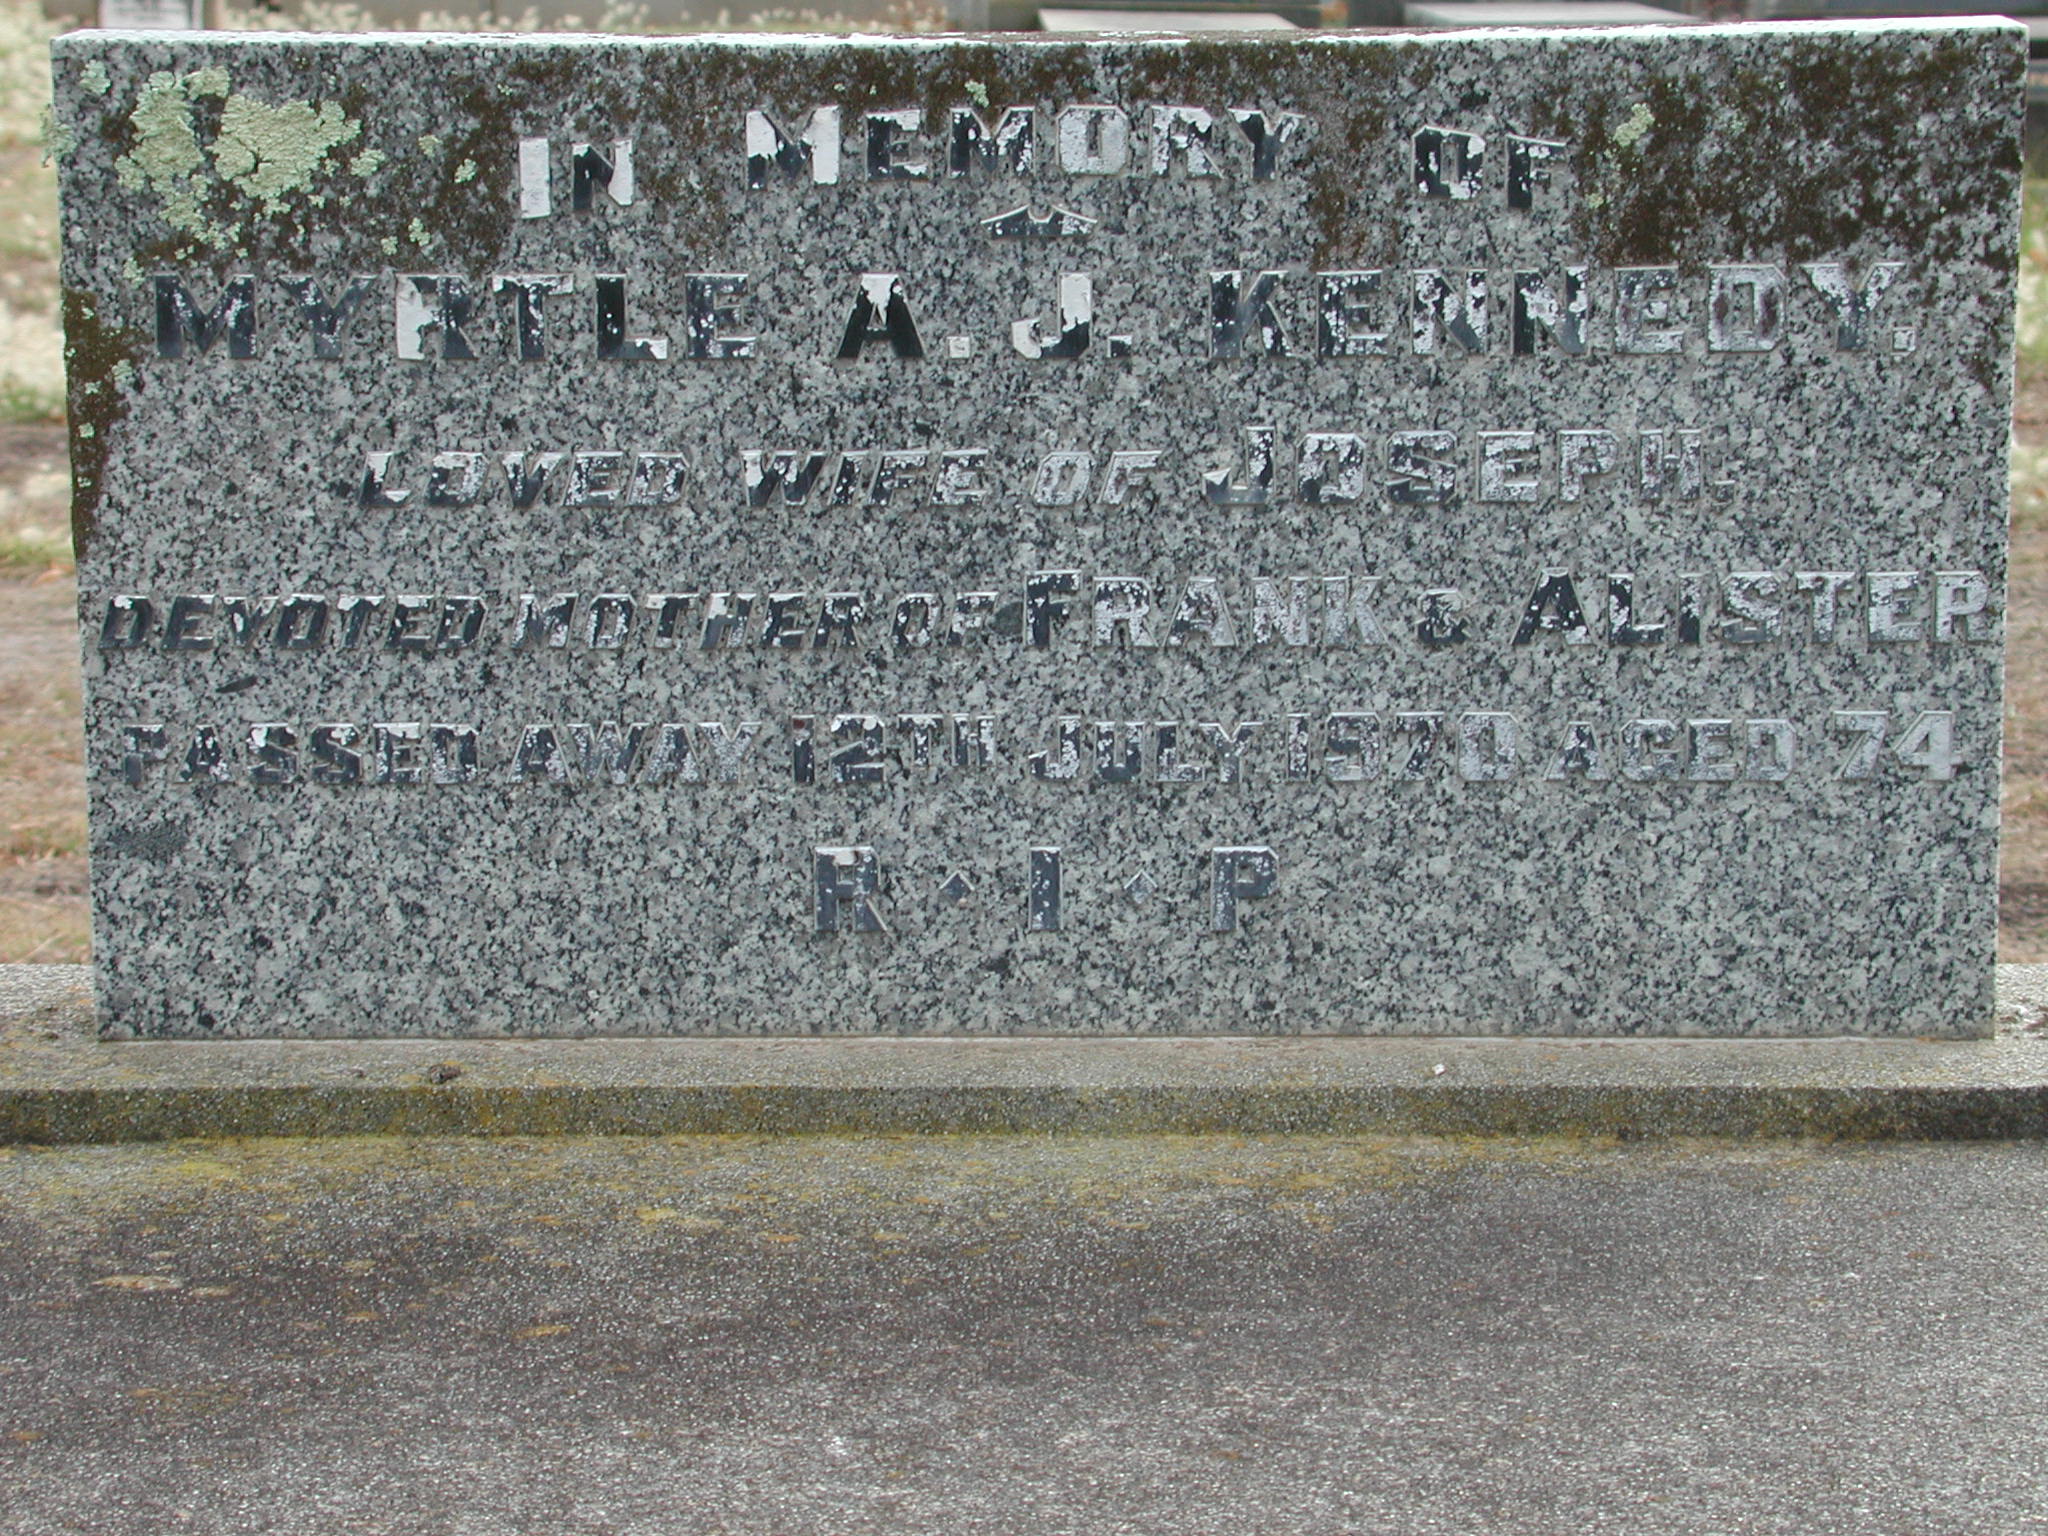 IN MEMORY OF
MYRTLE A. J. KENNEDY.
LOVED WIFE OF JOSEPH.
DEVOTED MOTHER OF FRANK & ALISTER
PASSED AWAY 12TH JULY 1970 AGED 74
R · I · P